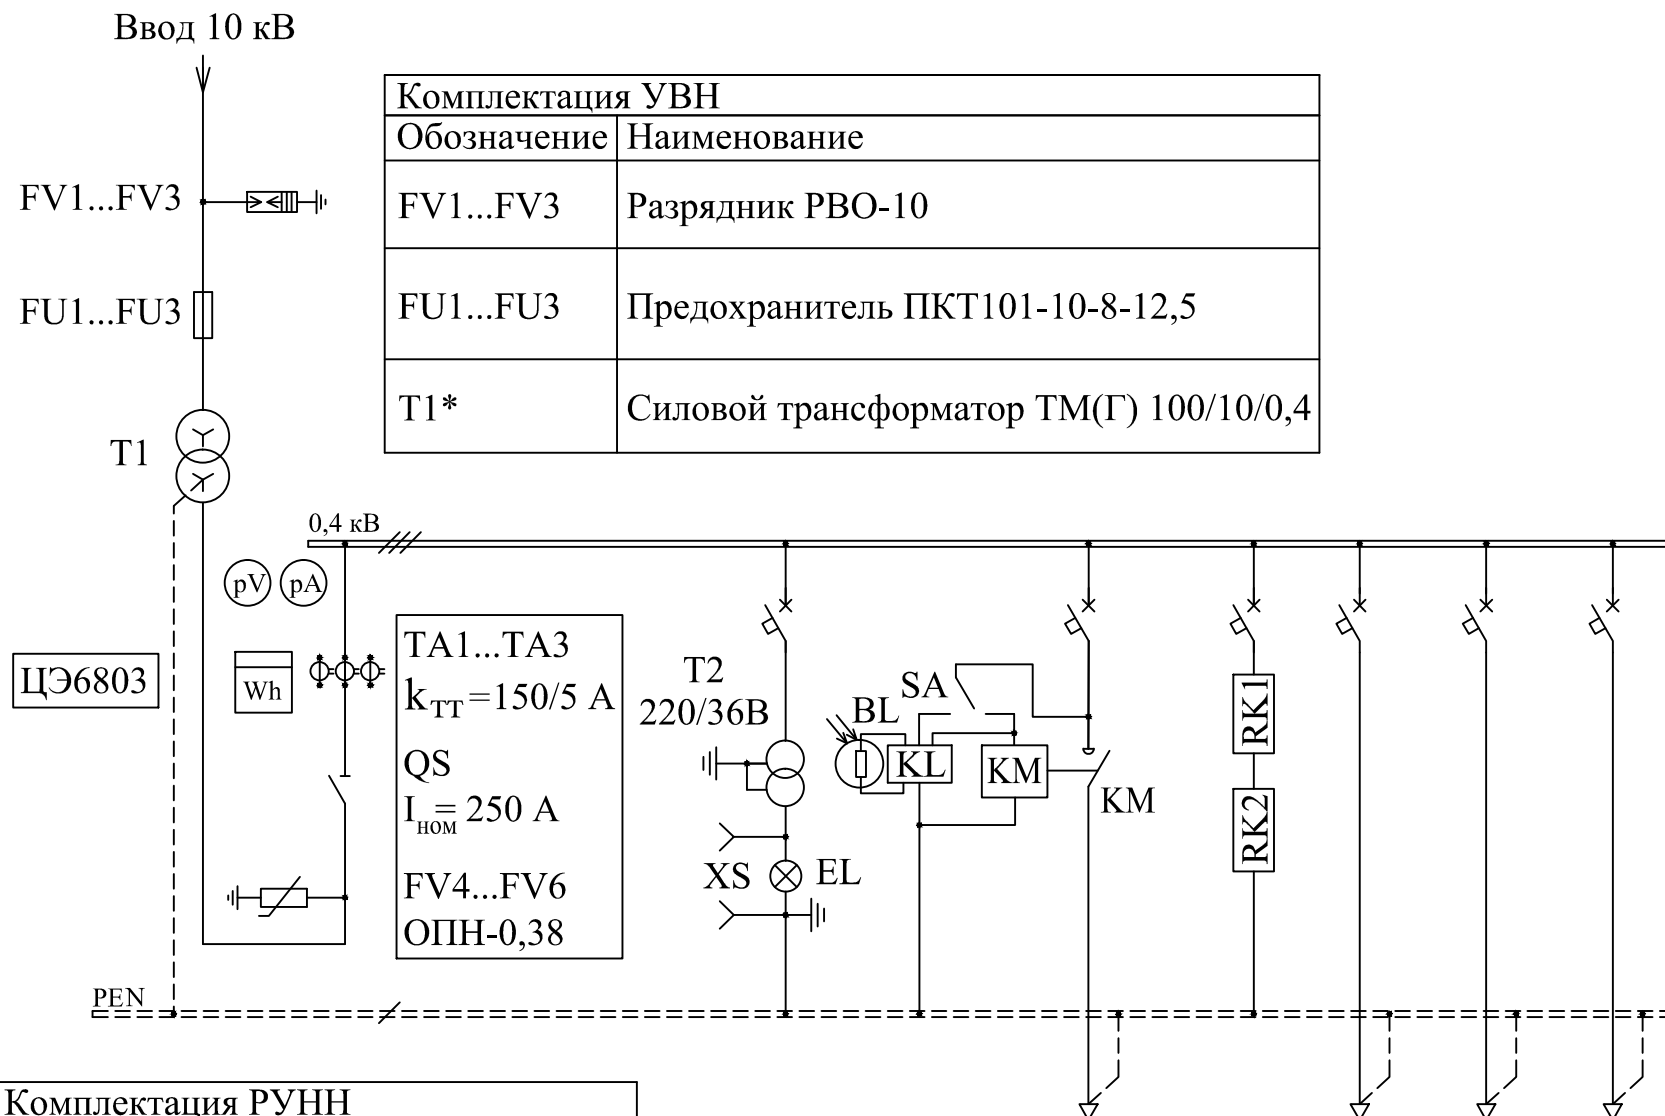 Ввод 10 кВ
Комплектация УВН
Обозначение Наименование
FV1...FV3
FV1...FV3 Разрядник РВО-10
FU1...FU3
FU1...FU3 Предохранитель ПКТ101-10-8-12,5
T1* Силовой трансформатор ТМ(Г) 100/10/0,4
T1
0,4 кВ
pV pA
ЦЭ6803
Wh
TA1...TA3
kТТ=150/5 А
QS
Iном= 250 А
FV4...FV6
ОПН-0,38
T2
220/36В
XS EL
SA
BL
KL KM
KM
RK1
RK2
PEN
Комплектация РУНН